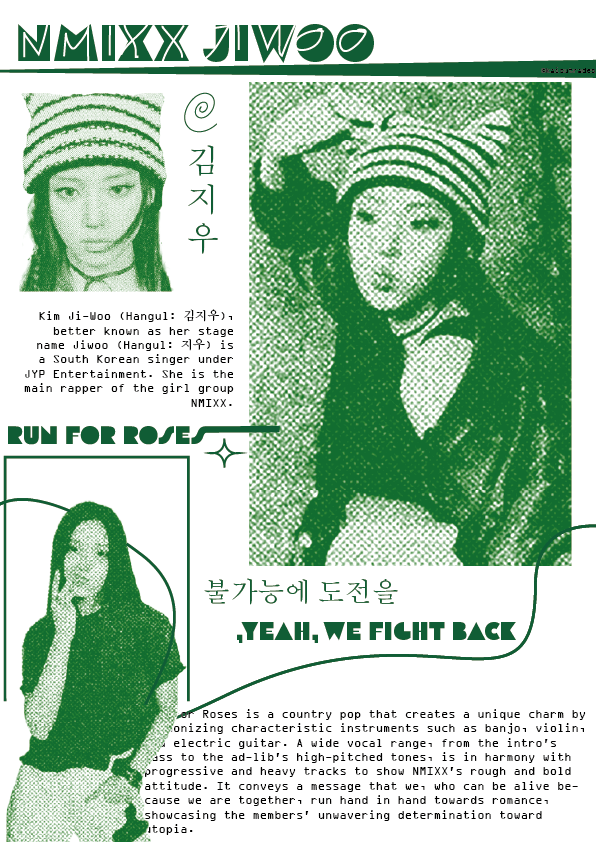 NMIXX JIWOO
김
지
우
Kim Ji-Woo (Hangul: 김지우),
better known as her stage
name Jiwoo (Hangul: 지우) is
a South Korean singer under
JYP Entertainment. She is the
main rapper of the girl group
NMIXX.
RUN FOR ROSES
불가능에 도전을
,YEAH, WE FIGHT BACK
or Roses is a country pop that creates a unique charm by
onizing characteristic instruments such as banjo, violin,
electric guitar. A wide vocal range, from the intro's
ass to the ad-lib's high-pitched tones, is in harmony with
progressive and heavy tracks to show NMIXX's rough and bold
attitude. It conveys a message that we, who can be alive be-
cause we are together, run hand in hand towards romance,
showcasing the members' unwavering determination toward
utopia.